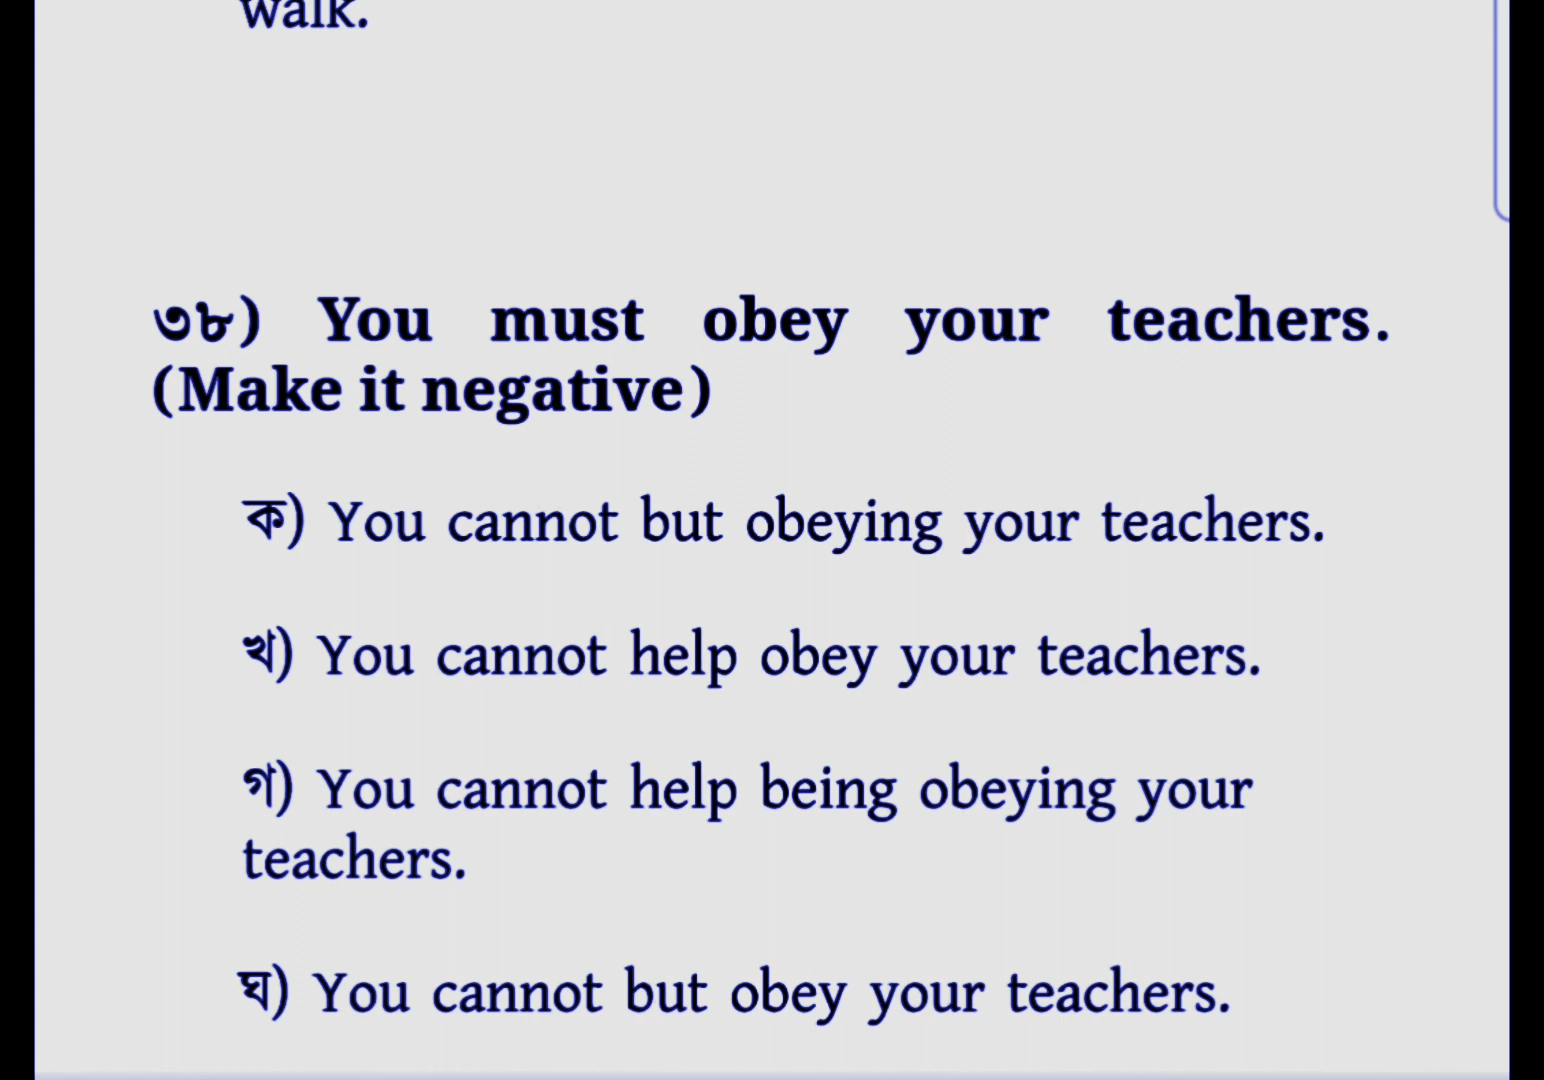 walk.
৩৮) You must obey your teachers.
(Make it negative)
ক) You cannot but obeying your teachers.
খ) You cannot help obey your teachers.
গ) You cannot help being obeying your
teachers.
ঘ) You cannot but obey your teachers.